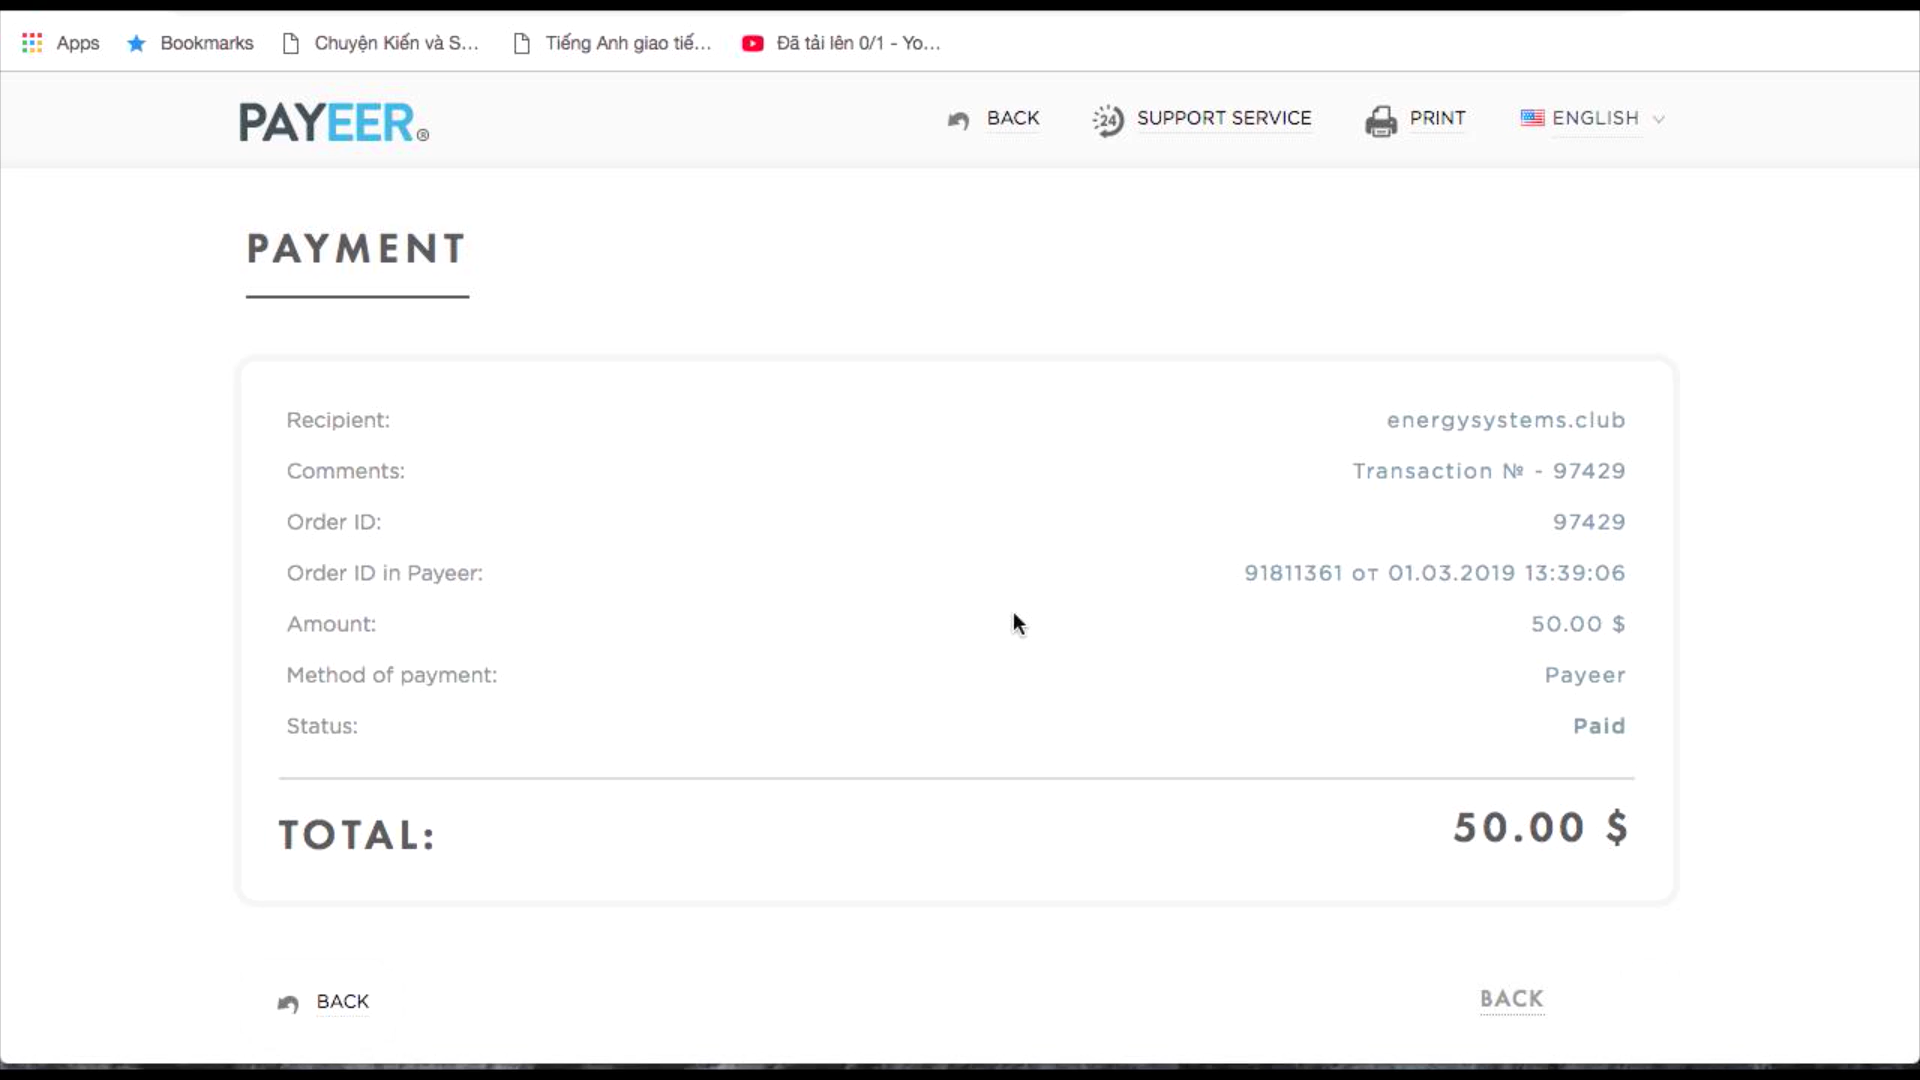 Apps Bookmarks Chuyện Kiến và S... Tiếng Anh giao tiế... Đã tải lên 0/1 - Yo...
PAYEER® BACK 24 SUPPORT SERVICE PRINT ENGLISH
PAYMENT
Recipient: energysystems.club
Comments: Transaction № - 97429
Order ID: 97429
Order ID in Payeer: 91811361 от 01.03.2019 13:39:06
Amount: 50.00 $
Method of payment: Payeer
Status: Paid
TOTAL: 50.00 $
BACK BACK